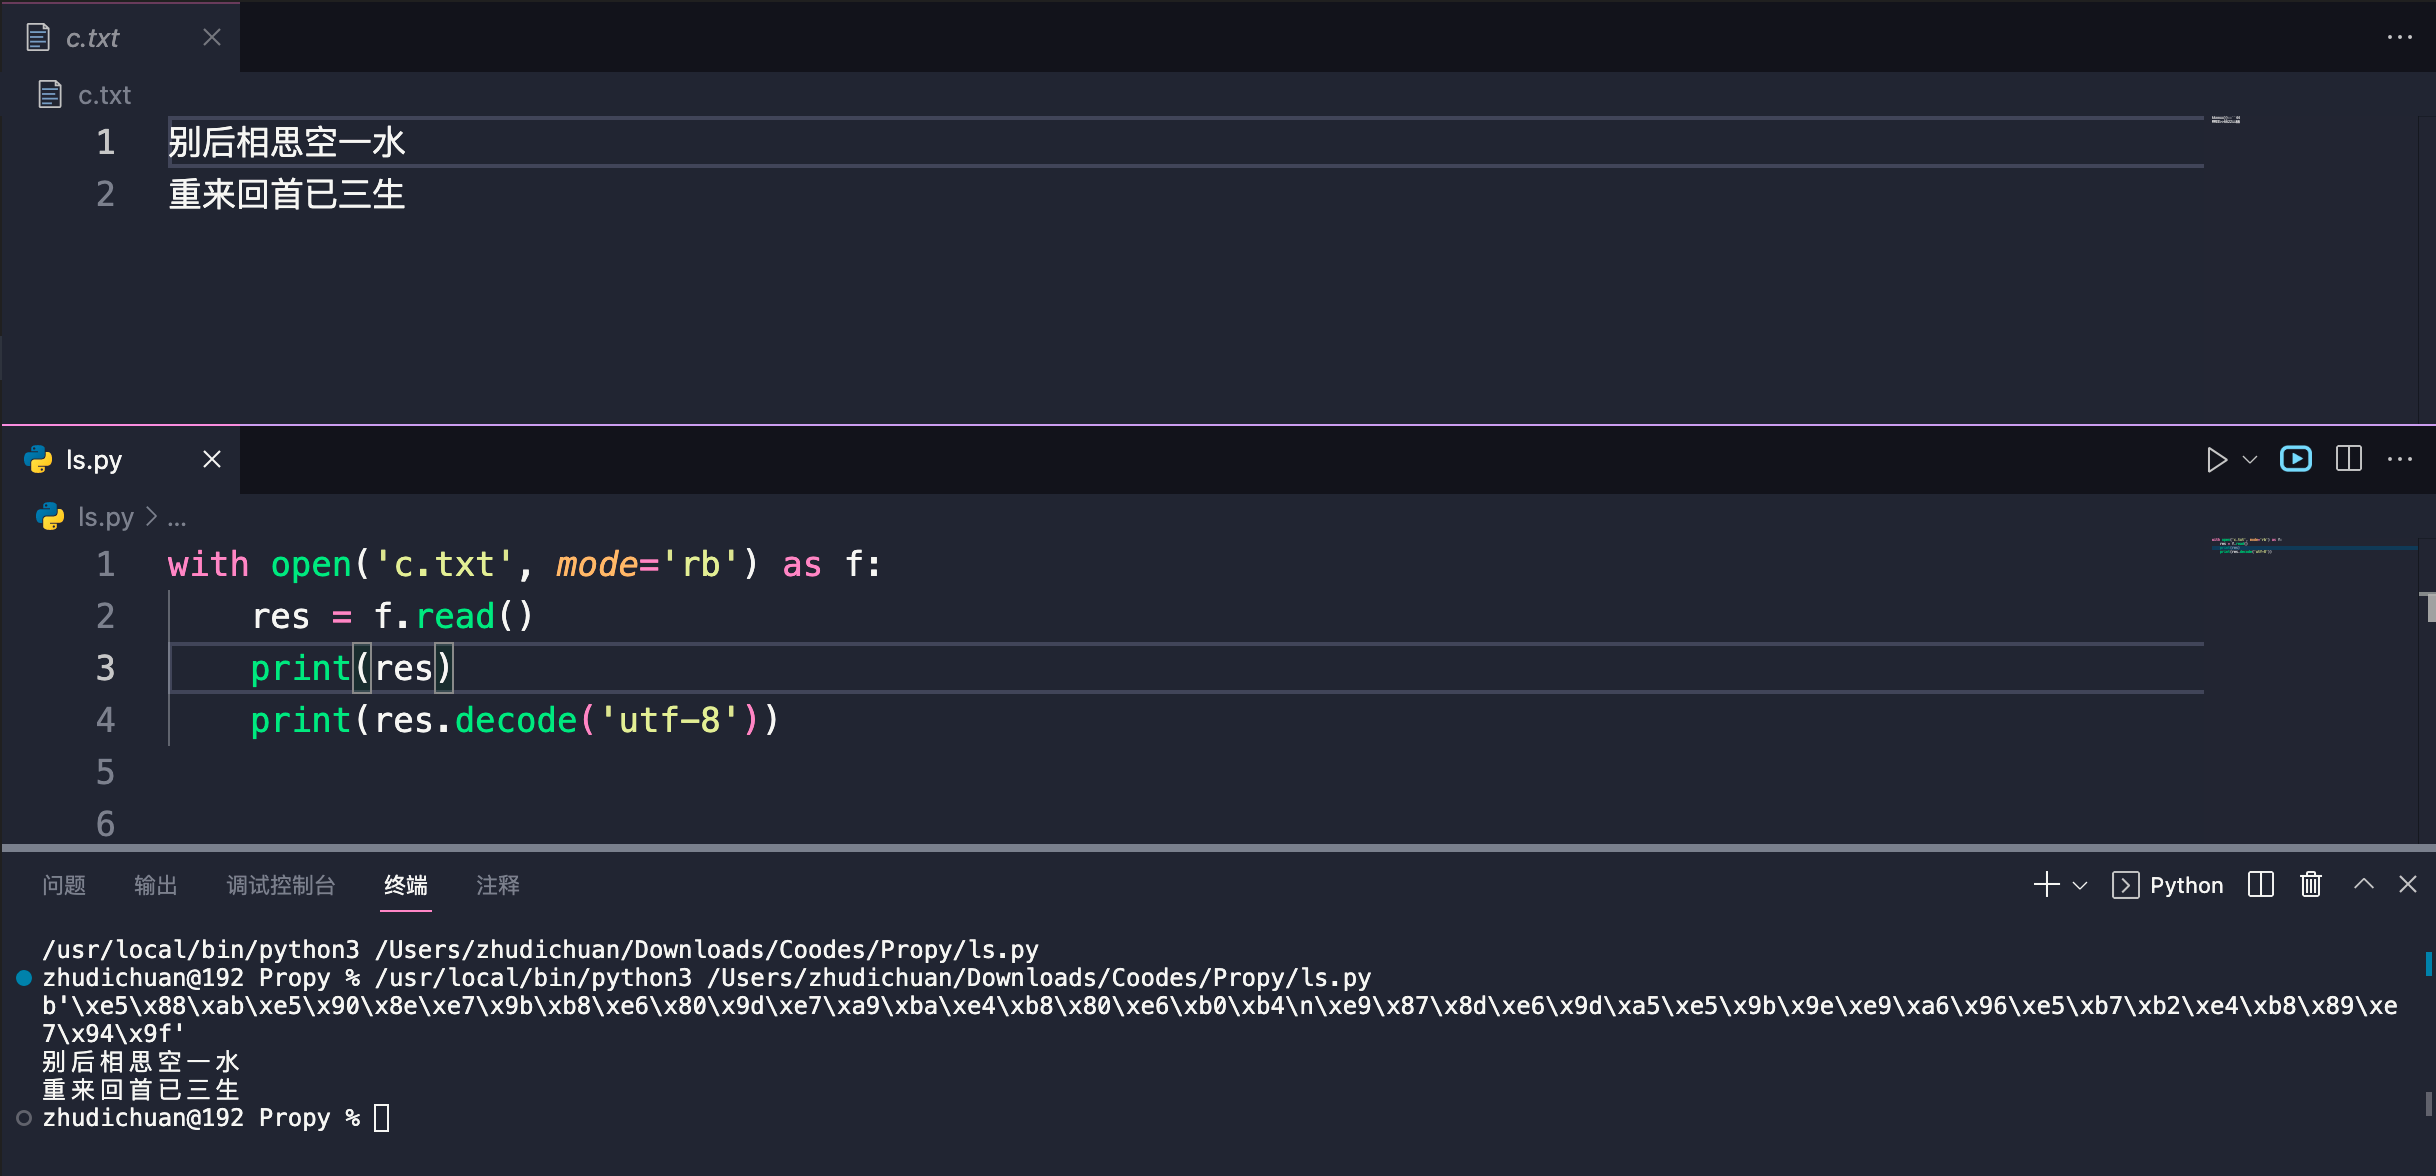 c.txt
c.txt
1 别后相思空一水
2 重来回首已三生
ls.py
ls.py > ...
1 with open('c.txt', mode='rb') as f:
2     res = f.read()
3     print(res)
4     print(res.decode('utf-8'))
5
6
问题 输出 调试控制台 终端 注释 Python
/usr/local/bin/python3 /Users/zhudichuan/Downloads/Coodes/Propy/ls.py
zhudichuan@192 Propy % /usr/local/bin/python3 /Users/zhudichuan/Downloads/Coodes/Propy/ls.py
b'\xe5\x88\xab\xe5\x90\x8e\xe7\x9b\xb8\xe6\x80\x9d\xe7\xa9\xba\xe4\xb8\x80\xe6\xb0\xb4\n\xe9\x87\x8d\xe6\x9d\xa5\xe5\x9b\x9e\xe9\xa6\x96\xe5\xb7\xb2\xe4\xb8\x89\xe
7\x94\x9f'
别后相思空一水
重来回首已三生
zhudichuan@192 Propy %